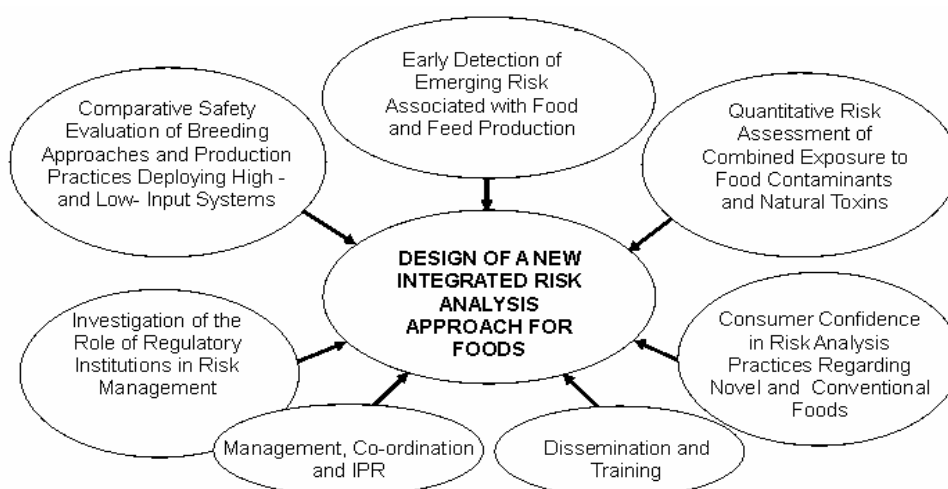 Early Detection of
Emerging Risk
Associated with Food
and Feed Production
Comparative Safety
Evaluation of Breeding
Approaches and Production
Practices Deploying High -
and Low- Input Systems
Quantitative Risk
Assessment of
Combined Exposure to
Food Contaminants
and Natural Toxins
DESIGN OF A NEW
INTEGRATED RISK
ANALYSIS
APPROACH FOR
FOODS
Investigation of the
Role of Regulatory
Institutions in Risk
Management
Consumer Confidence
in Risk Analysis
Practices Regarding
Novel and Conventional
Foods
Management, Co-ordination
and IPR
Dissemination and
Training